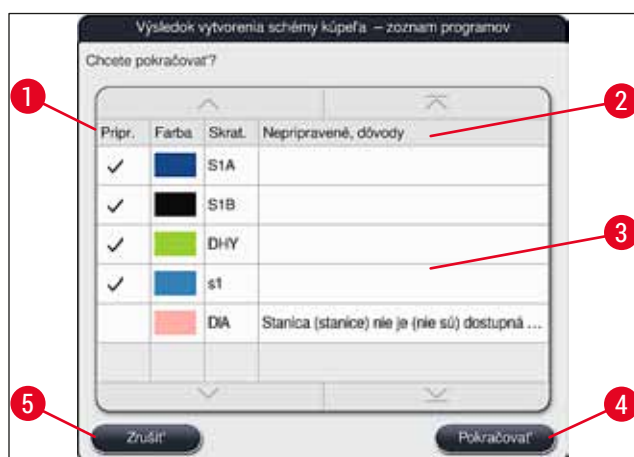 Výsledok vytvorenia schémy kúpeľa – zoznam programov
Chcete pokračovať?
1
2
Pripr. Farba Skrat. Nepripravené, dôvody
S1A
S1B
DHY
3
s1
DIA Stanica (stanice) nie je (nie sú) dostupná ...
5
4
Zrušiť Pokračovať